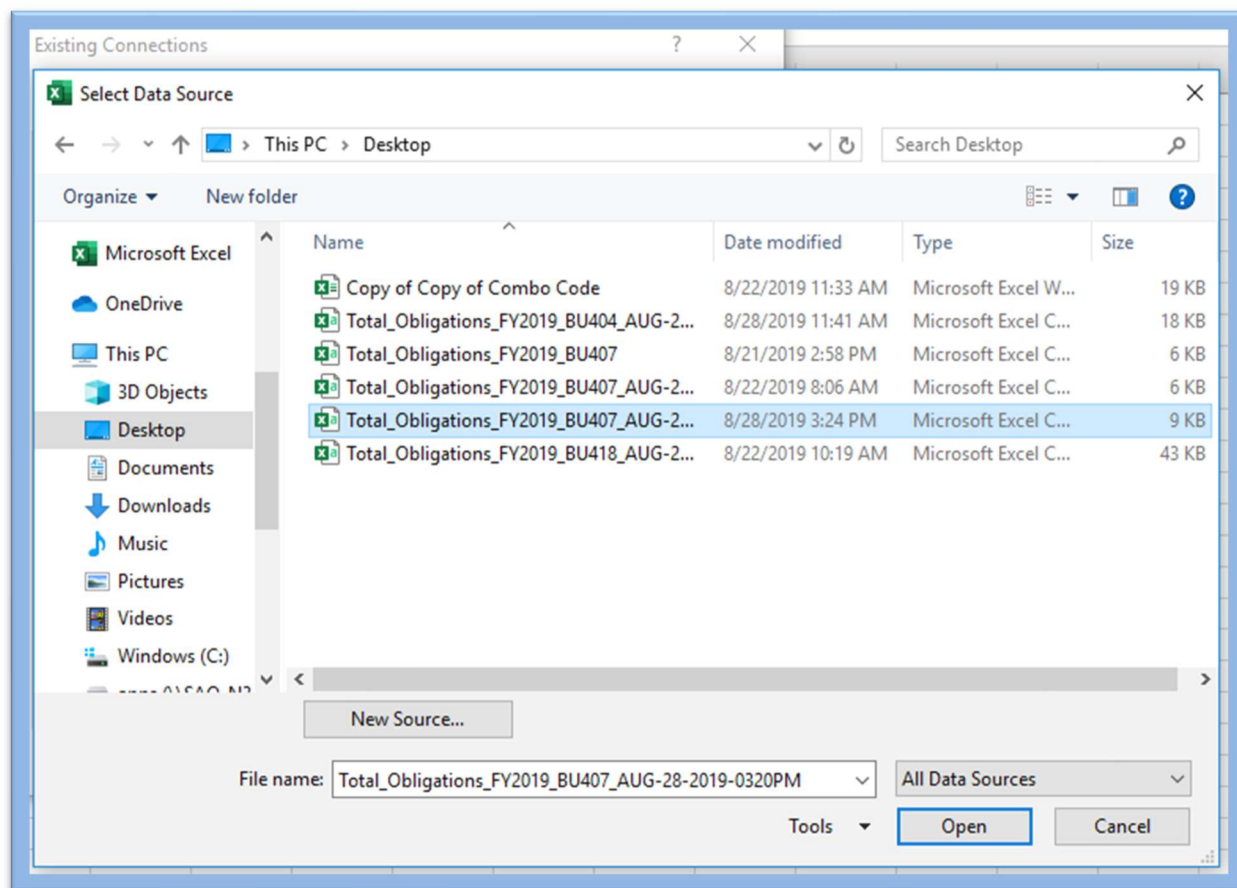 Existing Connections ?
Select Data Source
This PC > Desktop Search Desktop
Organize New folder ?
Name Date modified Type Size
Microsoft Excel
OneDrive
This PC
3D Objects
Desktop
Documents
Downloads
Music
Pictures
Videos
Windows (C:)
Copy of Copy of Combo Code 8/22/2019 11:33 AM Microsoft Excel W... 19 KB
Total_Obligations_FY2019_BU404_AUG-2... 8/28/2019 11:41 AM Microsoft Excel C... 18 KB
Total_Obligations_FY2019_BU407 8/21/2019 2:58 PM Microsoft Excel C... 6 KB
Total_Obligations_FY2019_BU407_AUG-2... 8/22/2019 8:06 AM Microsoft Excel C... 6 KB
Total_Obligations_FY2019_BU407_AUG-2... 8/28/2019 3:24 PM Microsoft Excel C... 9 KB
Total_Obligations_FY2019_BU418_AUG-2... 8/22/2019 10:19 AM Microsoft Excel C... 43 KB
New Source...
File name: Total_Obligations_FY2019_BU407_AUG-28-2019-0320PM All Data Sources
Tools Open Cancel